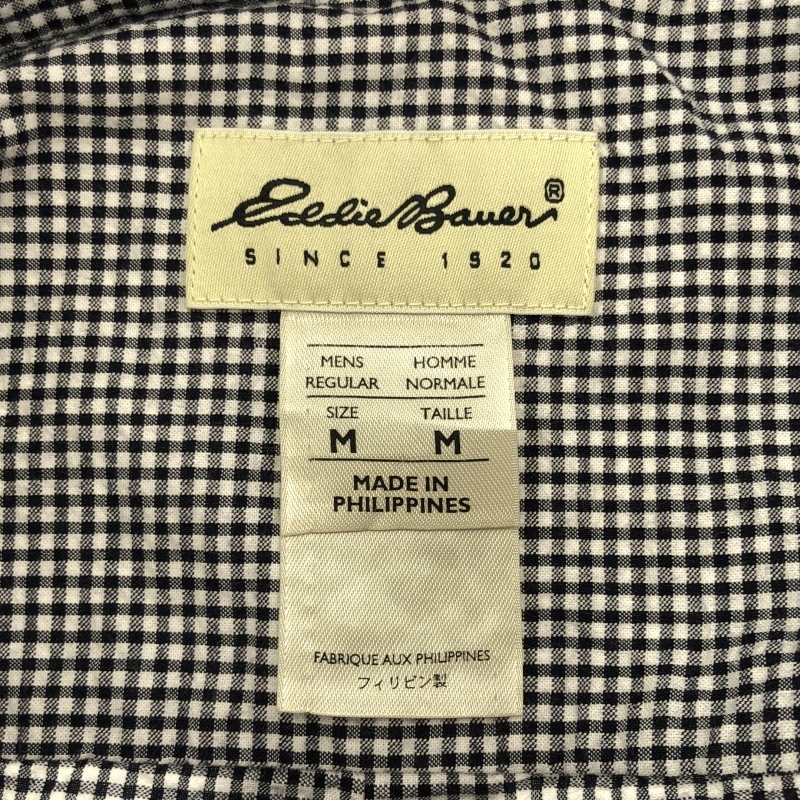 Eddie Bauer®
SINCE 1920
MENS HOMME
REGULAR NORMALE
SIZE TAILLE
M M
MADE IN
PHILIPPINES
FABRIQUE AUX PHILIPPINES
フィリピン製